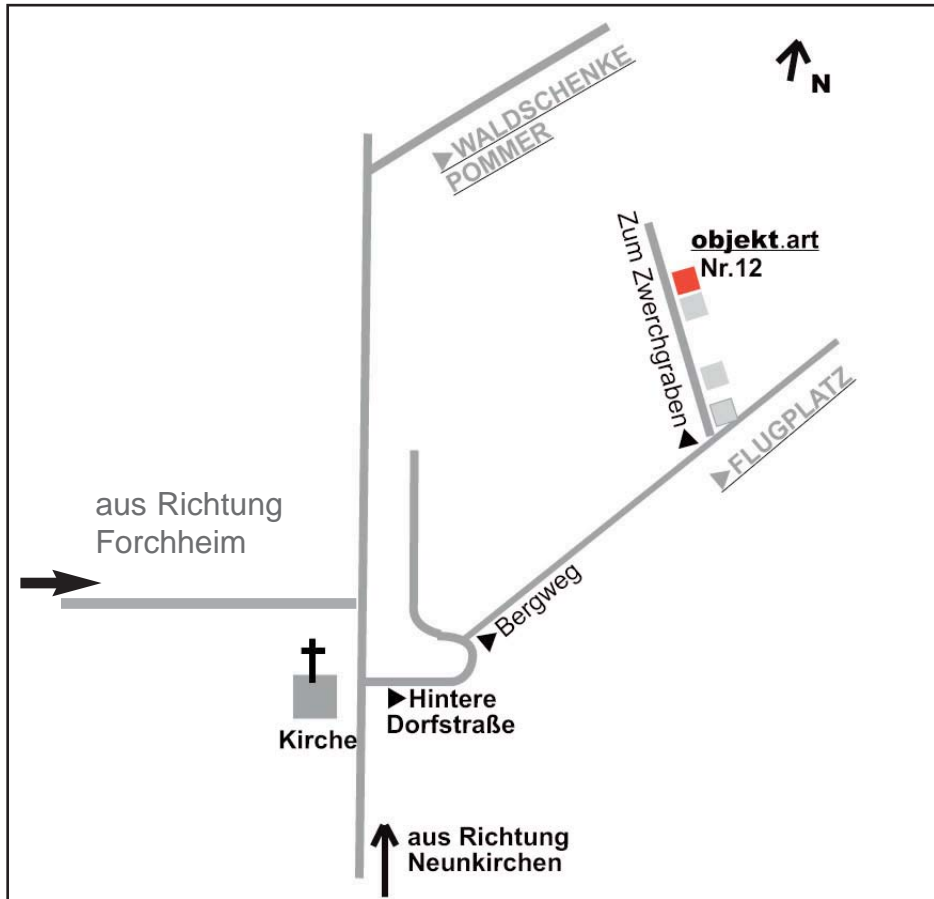 WALDSCHENKE
POMMER
N
Zum Zwerchgraben
objekt.art
Nr.12
FLUGPLATZ
aus Richtung
Forchheim
Bergweg
Hintere
Dorfstraße
Kirche
aus Richtung
Neunkirchen